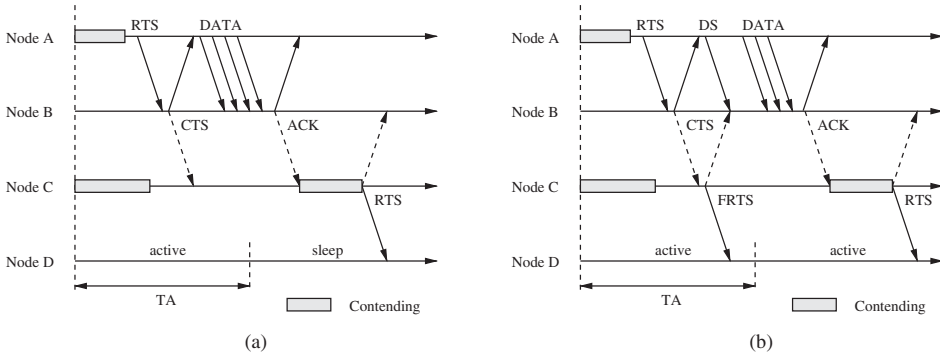 RTS DATA
Node A
Node B
CTS ACK
Node C
RTS
active sleep
Node D
TA
Contending
(a)
RTS DS DATA
Node A
Node B
CTS ACK
Node C
FRTS RTS
active active
Node D
TA
Contending
(b)